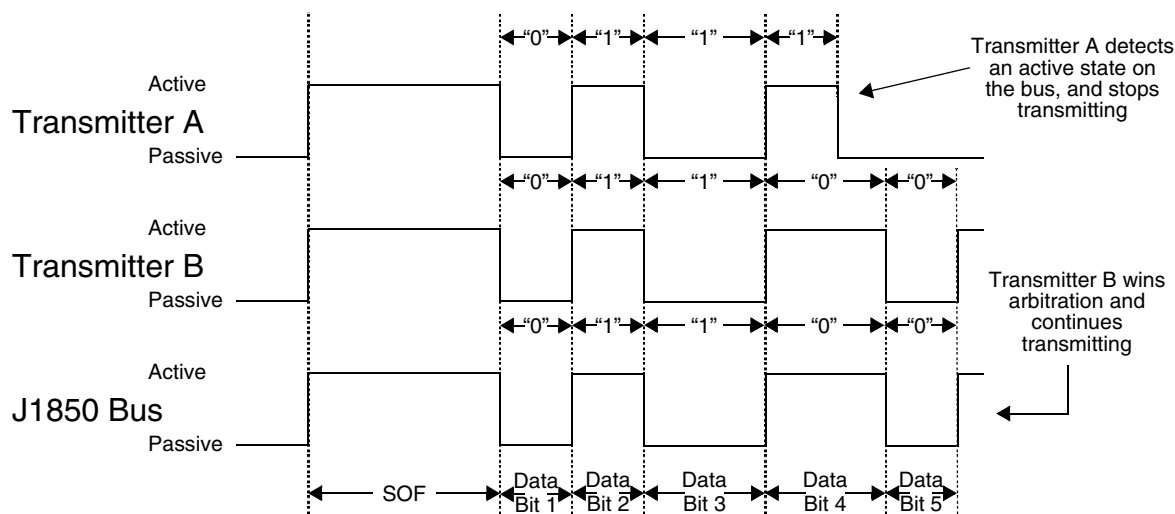 “0” “1” “1” “1”
Transmitter A detects
an active state on
the bus, and stops
transmitting
Active
Transmitter A
Passive
“0” “1” “1” “0” “0”
Active
Transmitter B
Passive
Transmitter B wins
arbitration and
continues
transmitting
“0” “1” “1” “0” “0”
Active
J1850 Bus
Passive
SOF
Data
Bit 1
Data
Bit 2
Data
Bit 3
Data
Bit 4
Data
Bit 5